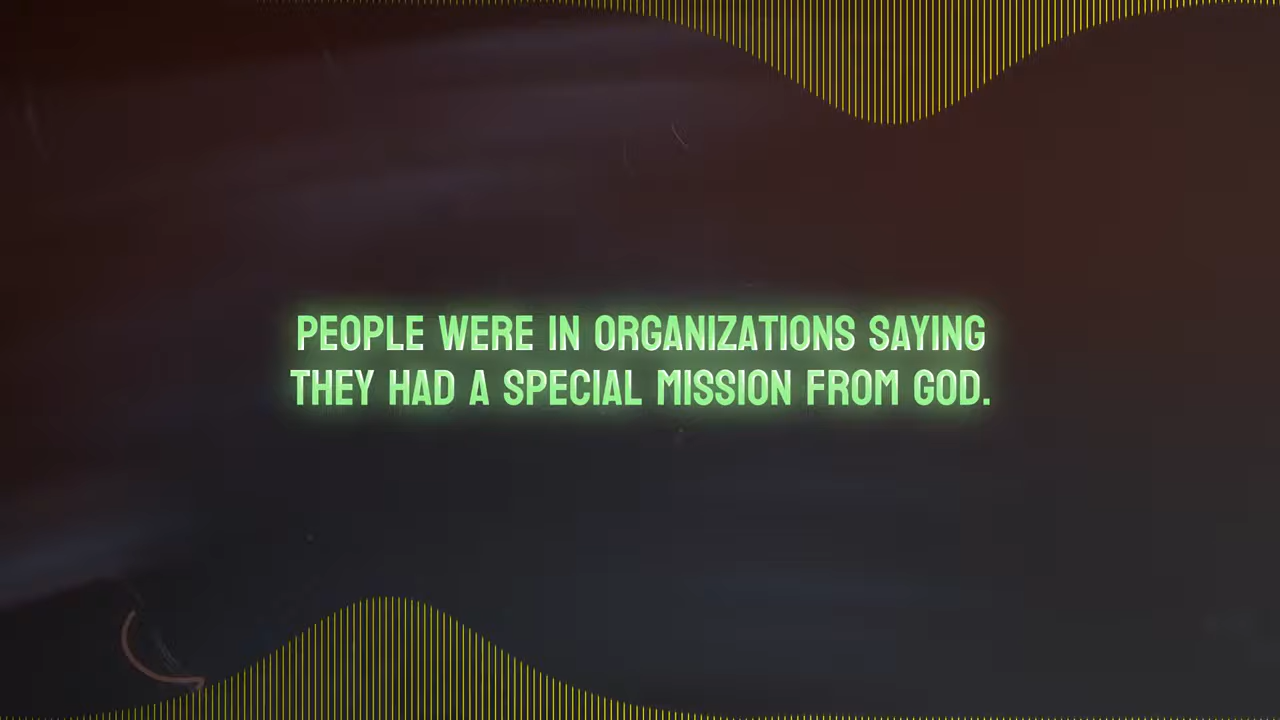 PEOPLE WERE IN ORGANIZATIONS SAYING
THEY HAD A SPECIAL MISSION FROM GOD.